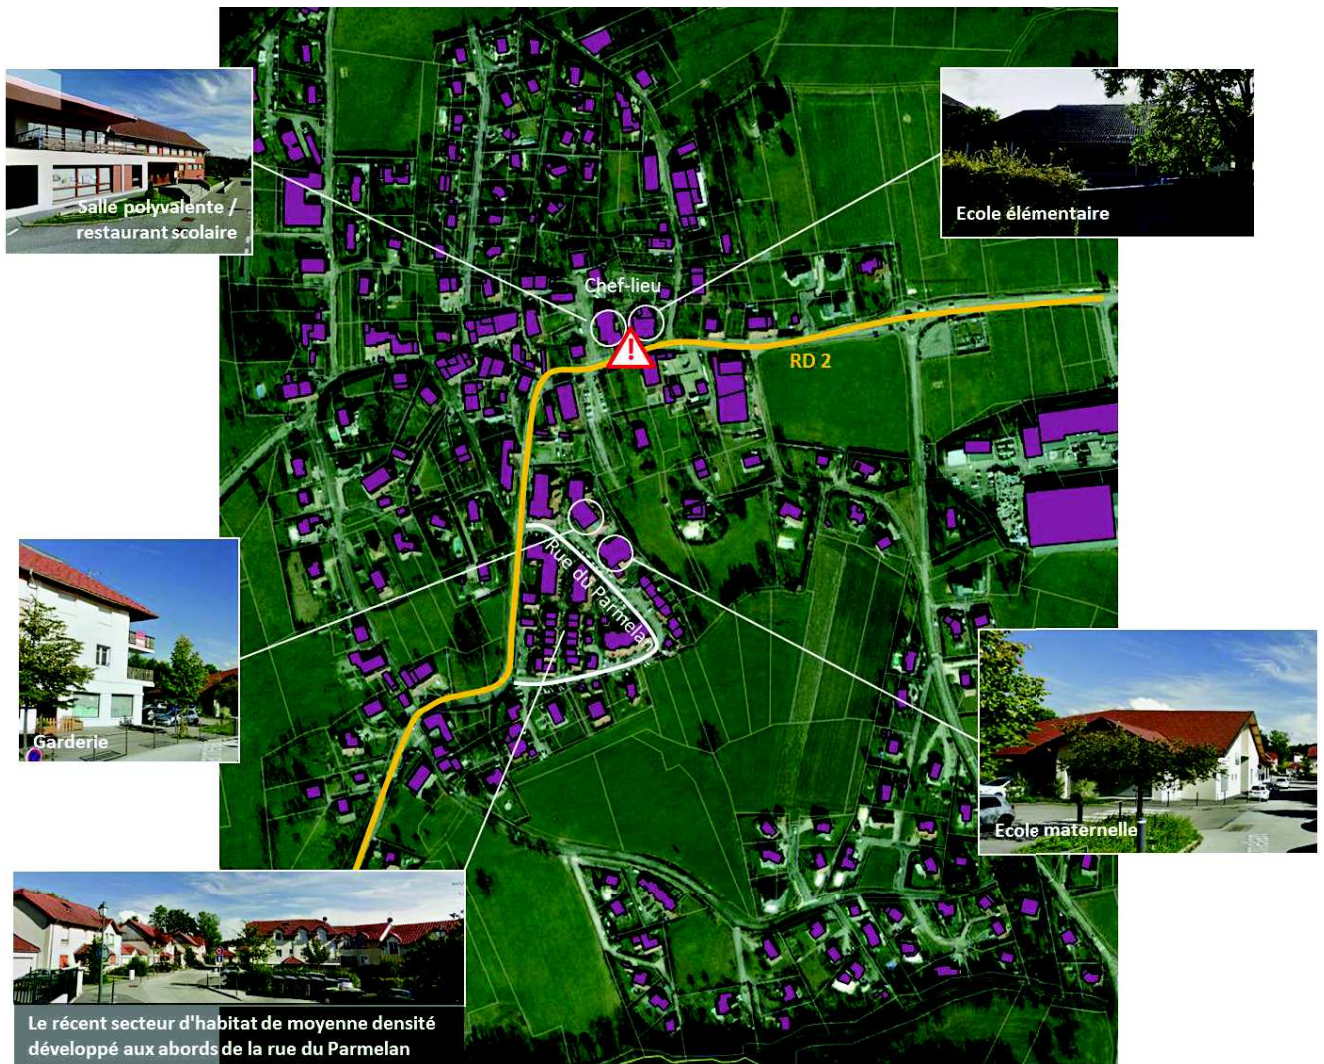 Salle polyvalente /
restaurant scolaire
Ecole élémentaire
Chef-lieu
!
RD 2
Rue du Parmelan
Garderie
Ecole maternelle
Le récent secteur d'habitat de moyenne densité
développé aux abords de la rue du Parmelan